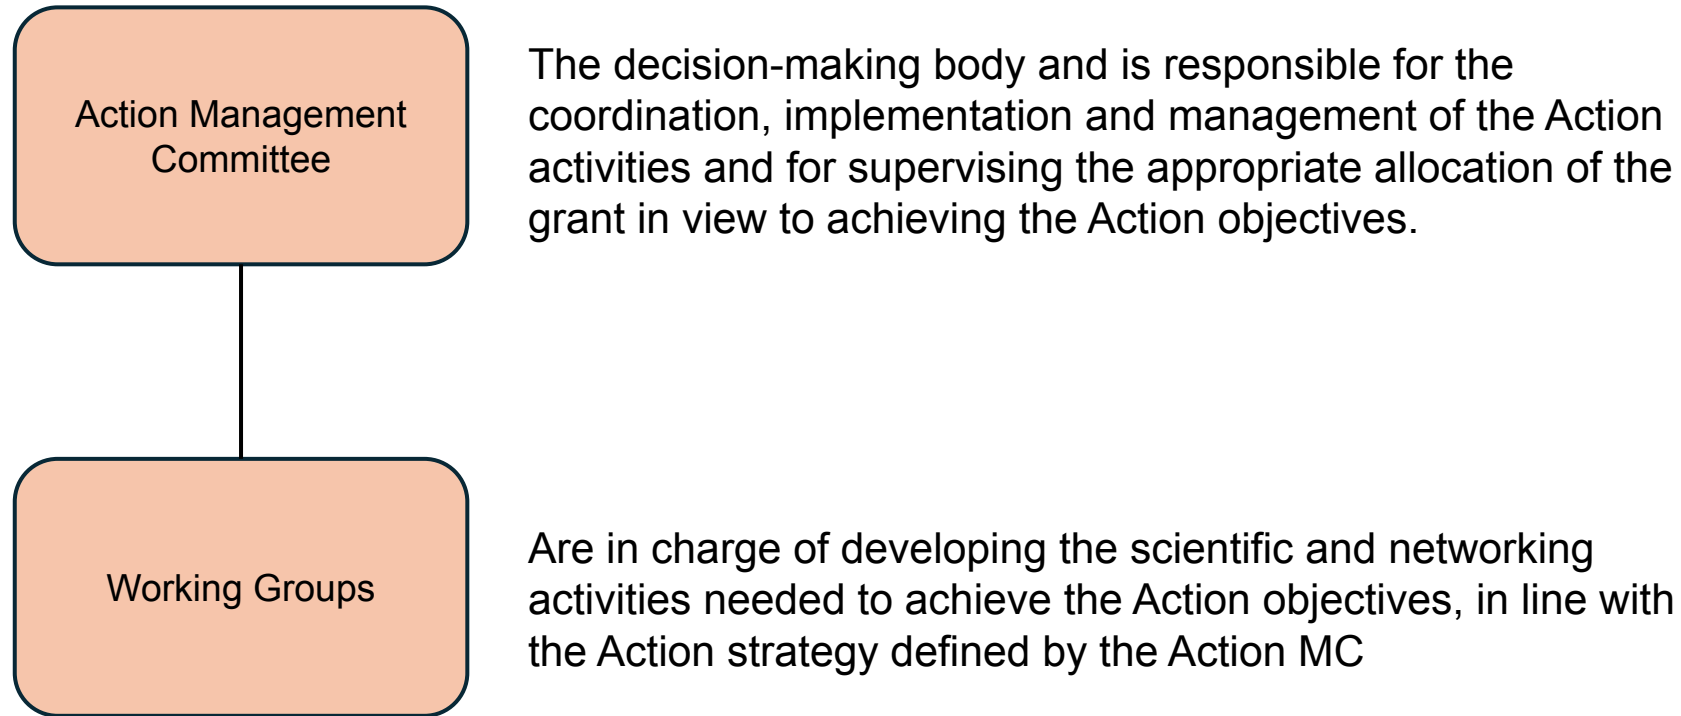 Action Management
Committee
The decision-making body and is responsible for the
coordination, implementation and management of the Action
activities and for supervising the appropriate allocation of the
grant in view to achieving the Action objectives.
Working Groups
Are in charge of developing the scientific and networking
activities needed to achieve the Action objectives, in line with
the Action strategy defined by the Action MC